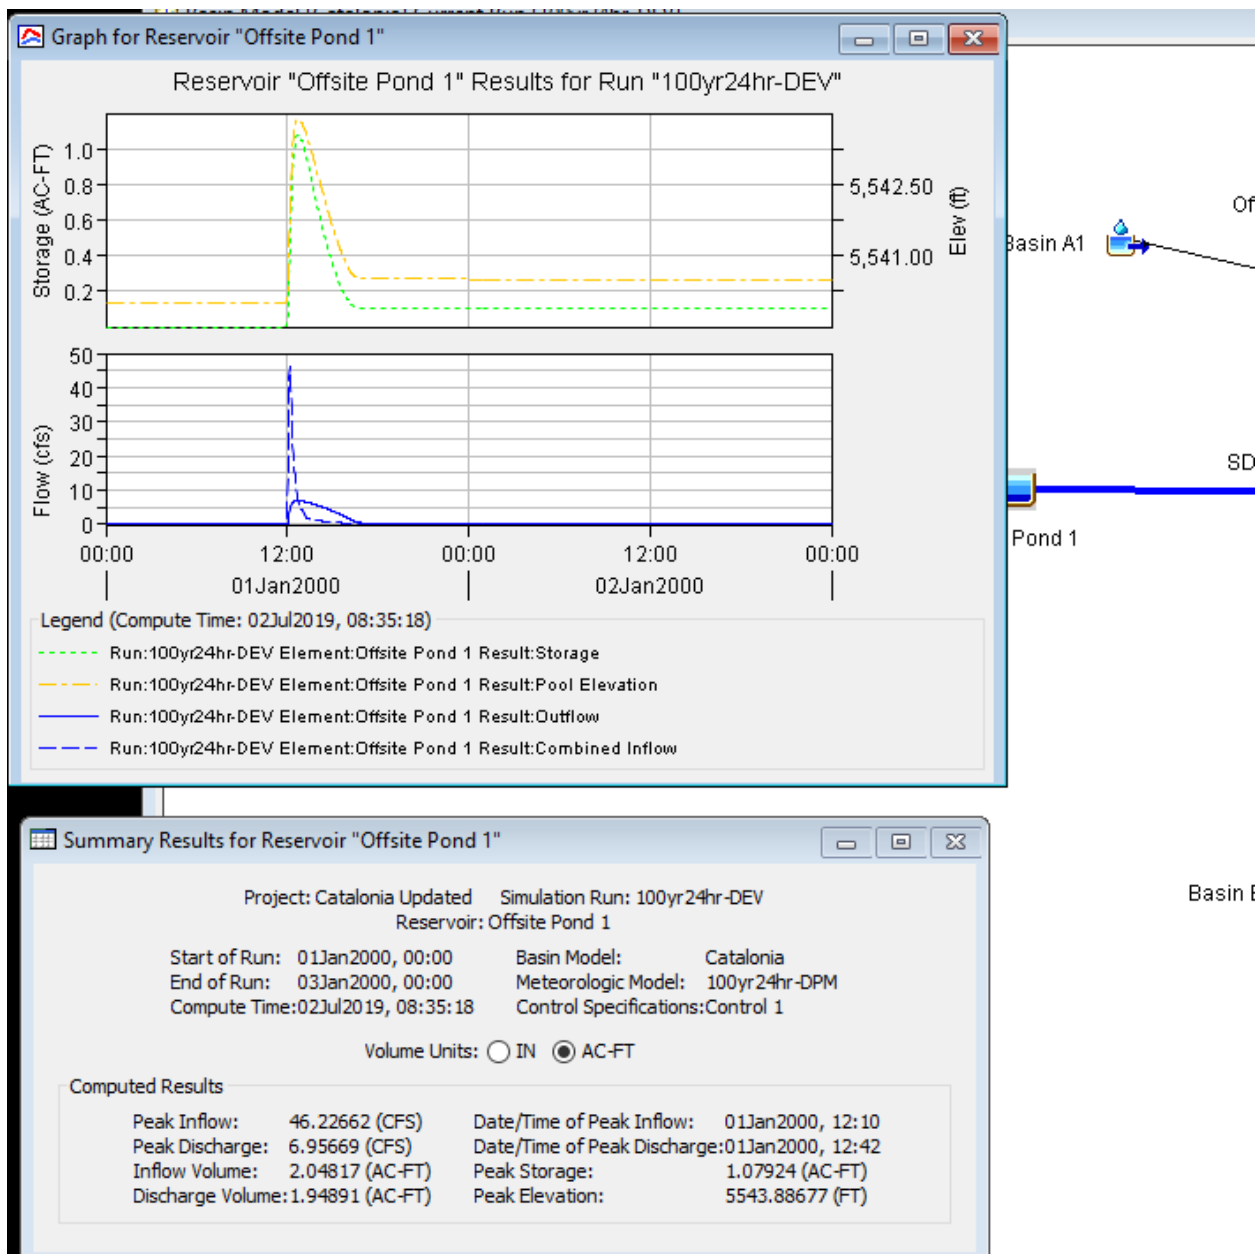 Graph for Reservoir "Offsite Pond 1"
Reservoir "Offsite Pond 1" Results for Run "100yr24hr-DEV"
Storage (AC-FT)
1.0
0.8
0.6
0.4
0.2
5,542.50
5,541.00
Elev (ft)
Flow (cfs)
50
40
30
20
10
0
00:00 12:00 00:00 12:00 00:00
01Jan2000 02Jan2000
Legend (Compute Time: 02Jul2019, 08:35:18)
Run:100yr24hr-DEV Element:Offsite Pond 1 Result:Storage
Run:100yr24hr-DEV Element:Offsite Pond 1 Result:Pool Elevation
Run:100yr24hr-DEV Element:Offsite Pond 1 Result:Outflow
Run:100yr24hr-DEV Element:Offsite Pond 1 Result:Combined Inflow
Of
Basin A1
SD
Pond 1
Basin
Summary Results for Reservoir "Offsite Pond 1"
Project: Catalonia Updated Simulation Run: 100yr24hr-DEV
Reservoir: Offsite Pond 1
Start of Run: 01Jan2000, 00:00 Basin Model: Catalonia
End of Run: 03Jan2000, 00:00 Meteorologic Model: 100yr24hr-DPM
Compute Time:02Jul2019, 08:35:18 Control Specifications:Control 1
Volume Units: IN AC-FT
Computed Results
Peak Inflow: 46.22662 (CFS) Date/Time of Peak Inflow: 01Jan2000, 12:10
Peak Discharge: 6.95669 (CFS) Date/Time of Peak Discharge:01Jan2000, 12:42
Inflow Volume: 2.04817 (AC-FT) Peak Storage: 1.07924 (AC-FT)
Discharge Volume:1.94891 (AC-FT) Peak Elevation: 5543.88677 (FT)